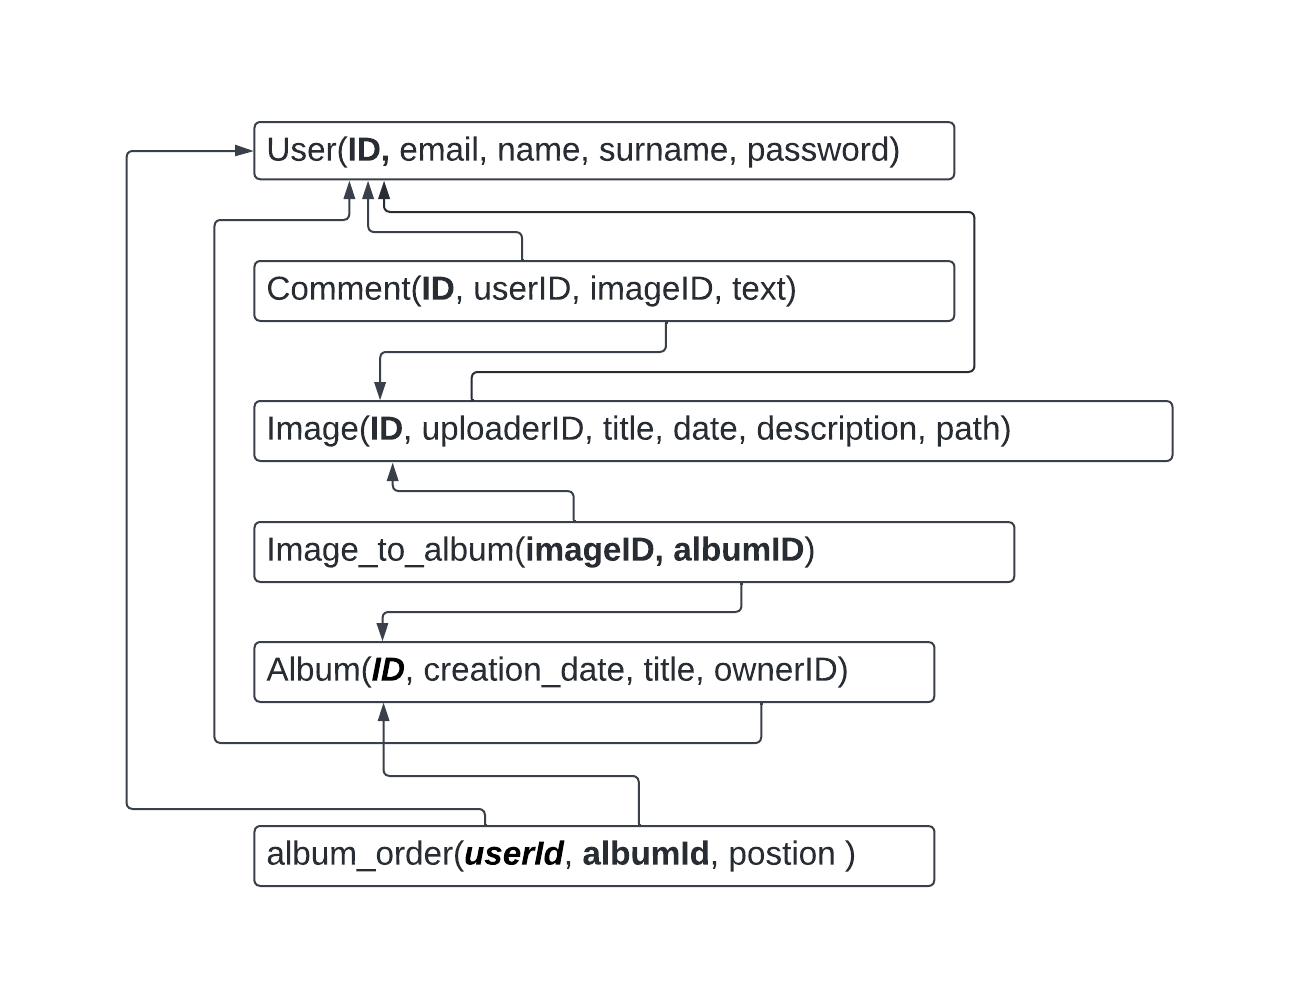 User(ID, email, name, surname, password)
Comment(ID, userID, imageID, text)
Image(ID, uploaderID, title, date, description, path)
Image_to_album(imageID, albumID)
Album(ID, creation_date, title, ownerID)
album_order(userId, albumId, postion )